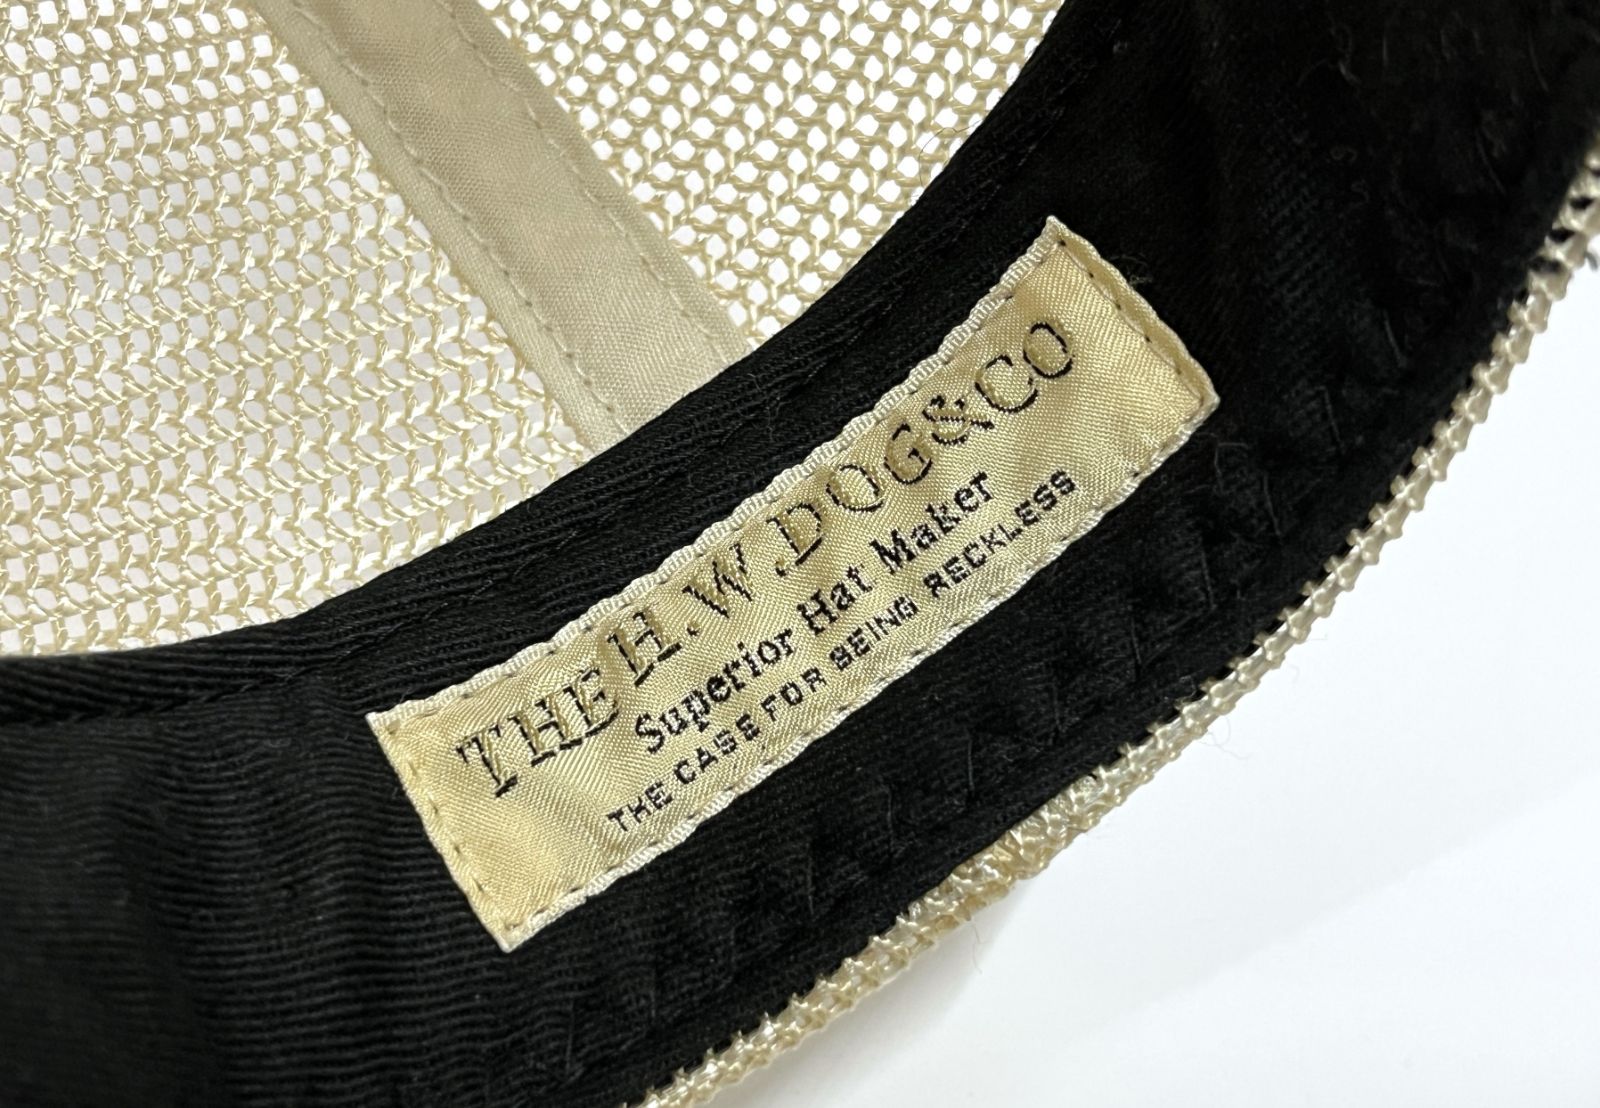 THE H.W.DOG&CO
Superior Hat Maker
THE CASE FOR BEING RECKLESS